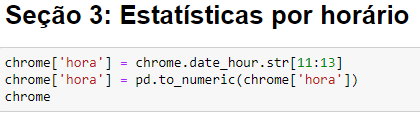 Seção 3: Estatísticas por horário
chrome['hora'] = chrome.date_hour.str[11:13]
chrome['hora'] = pd.to_numeric(chrome['hora'])
chrome